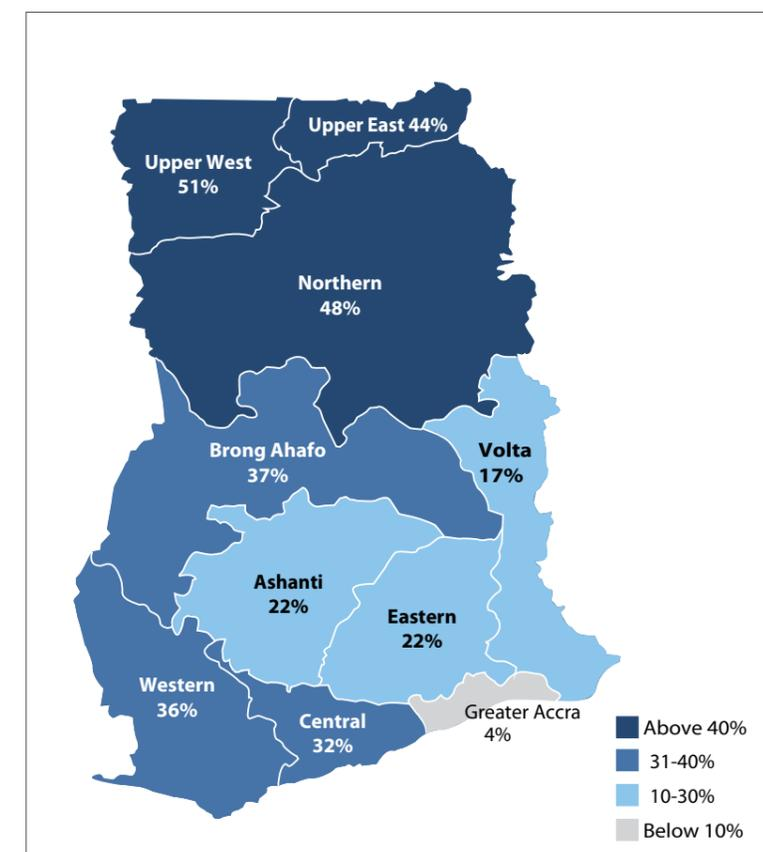 Upper East 44%
Upper West
51%
Northern
48%
Brong Ahafo
37%
Volta
17%
Ashanti
22%
Eastern
22%
Western
36%
Central
32%
Greater Accra
4%
Above 40%
31-40%
10-30%
Below 10%